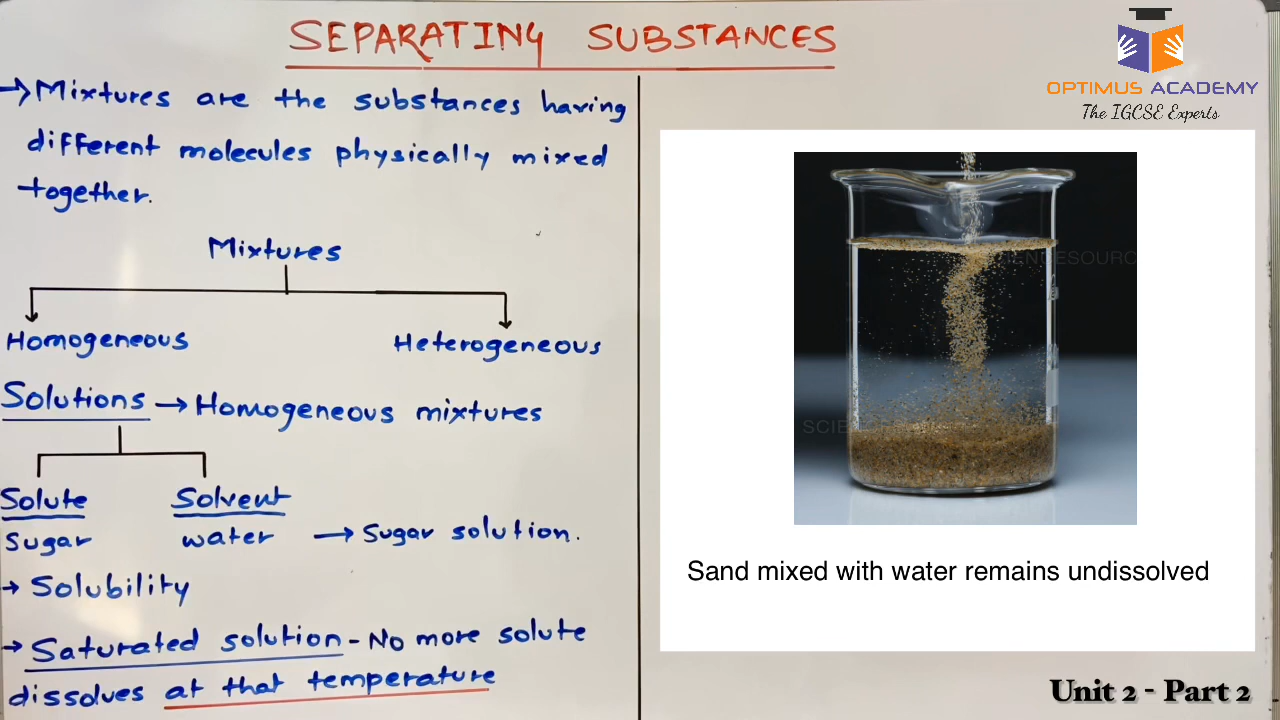 SEPARATING SUBSTANCES
→ Mixtures are the substances having
different molecules physically mixed
together.
Mixtures
Homogeneous Heterogeneous
Solutions → Homogeneous mixtures
Solute Solvent
Sugar water → Sugar solution.
→ Solubility
→ Saturated solution - No more solute
dissolves at that temperature
OPTIMUS ACADEMY
The IGCSE Experts
Sand mixed with water remains undissolved
Unit 2 - Part 2